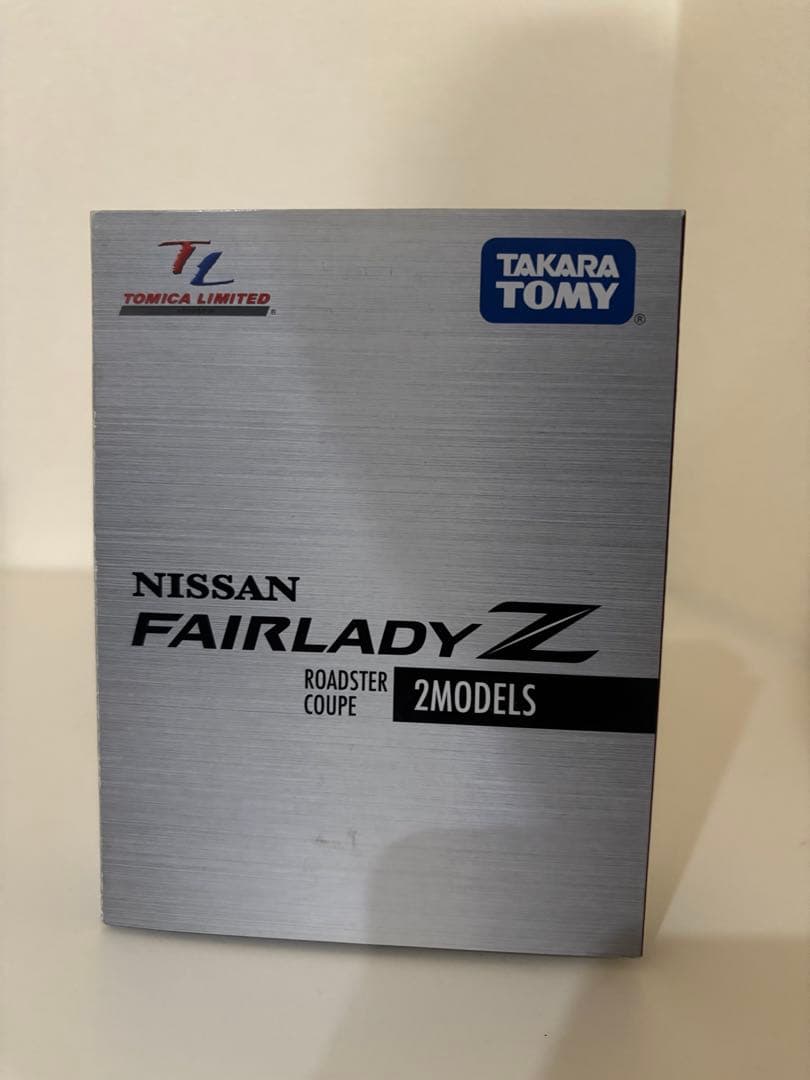 TL
TAKARA
TOMY
®
TOMICA LIMITED
®
NISSAN
FAIRLADY Z
ROADSTER
COUPE
2MODELS